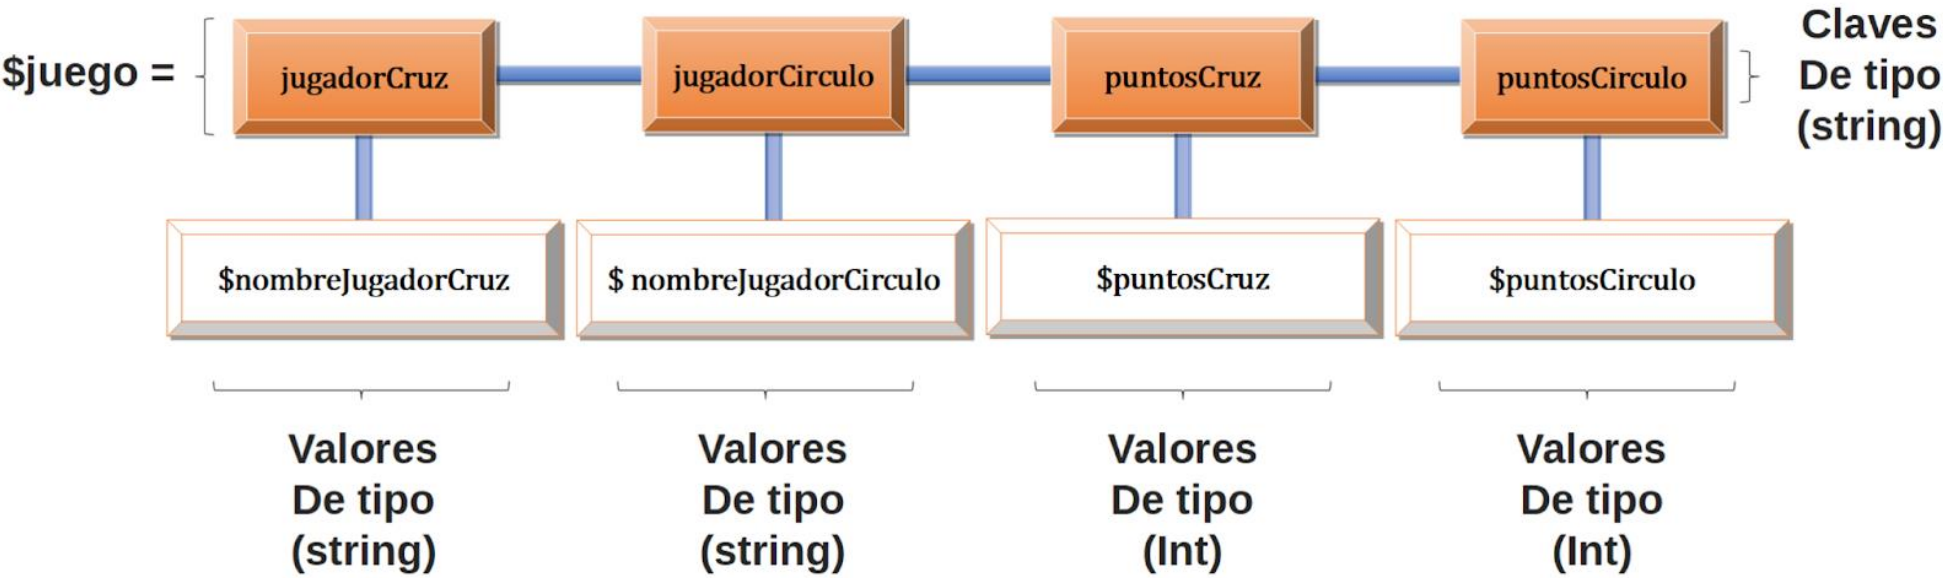 $juego =
jugadorCruz
jugadorCirculo
puntosCruz
puntosCirculo
Claves
De tipo
(string)
$nombreJugadorCruz
$ nombreJugadorCirculo
$puntosCruz
$puntosCirculo
Valores
De tipo
(string)
Valores
De tipo
(string)
Valores
De tipo
(Int)
Valores
De tipo
(Int)